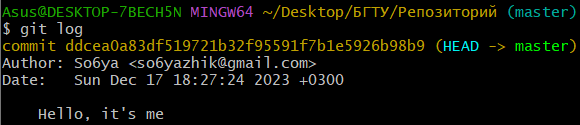 Asus@DESKTOP-7BECH5N MINGW64 ~/Desktop/БГТУ/Репозиторий (master)
$ git log
commit ddcea0a83df519721b32f95591f7b1e5926b98b9 (HEAD -> master)
Author: So6ya <so6yazhik@gmail.com>
Date:   Sun Dec 17 18:27:24 2023 +0300
    Hello, it's me